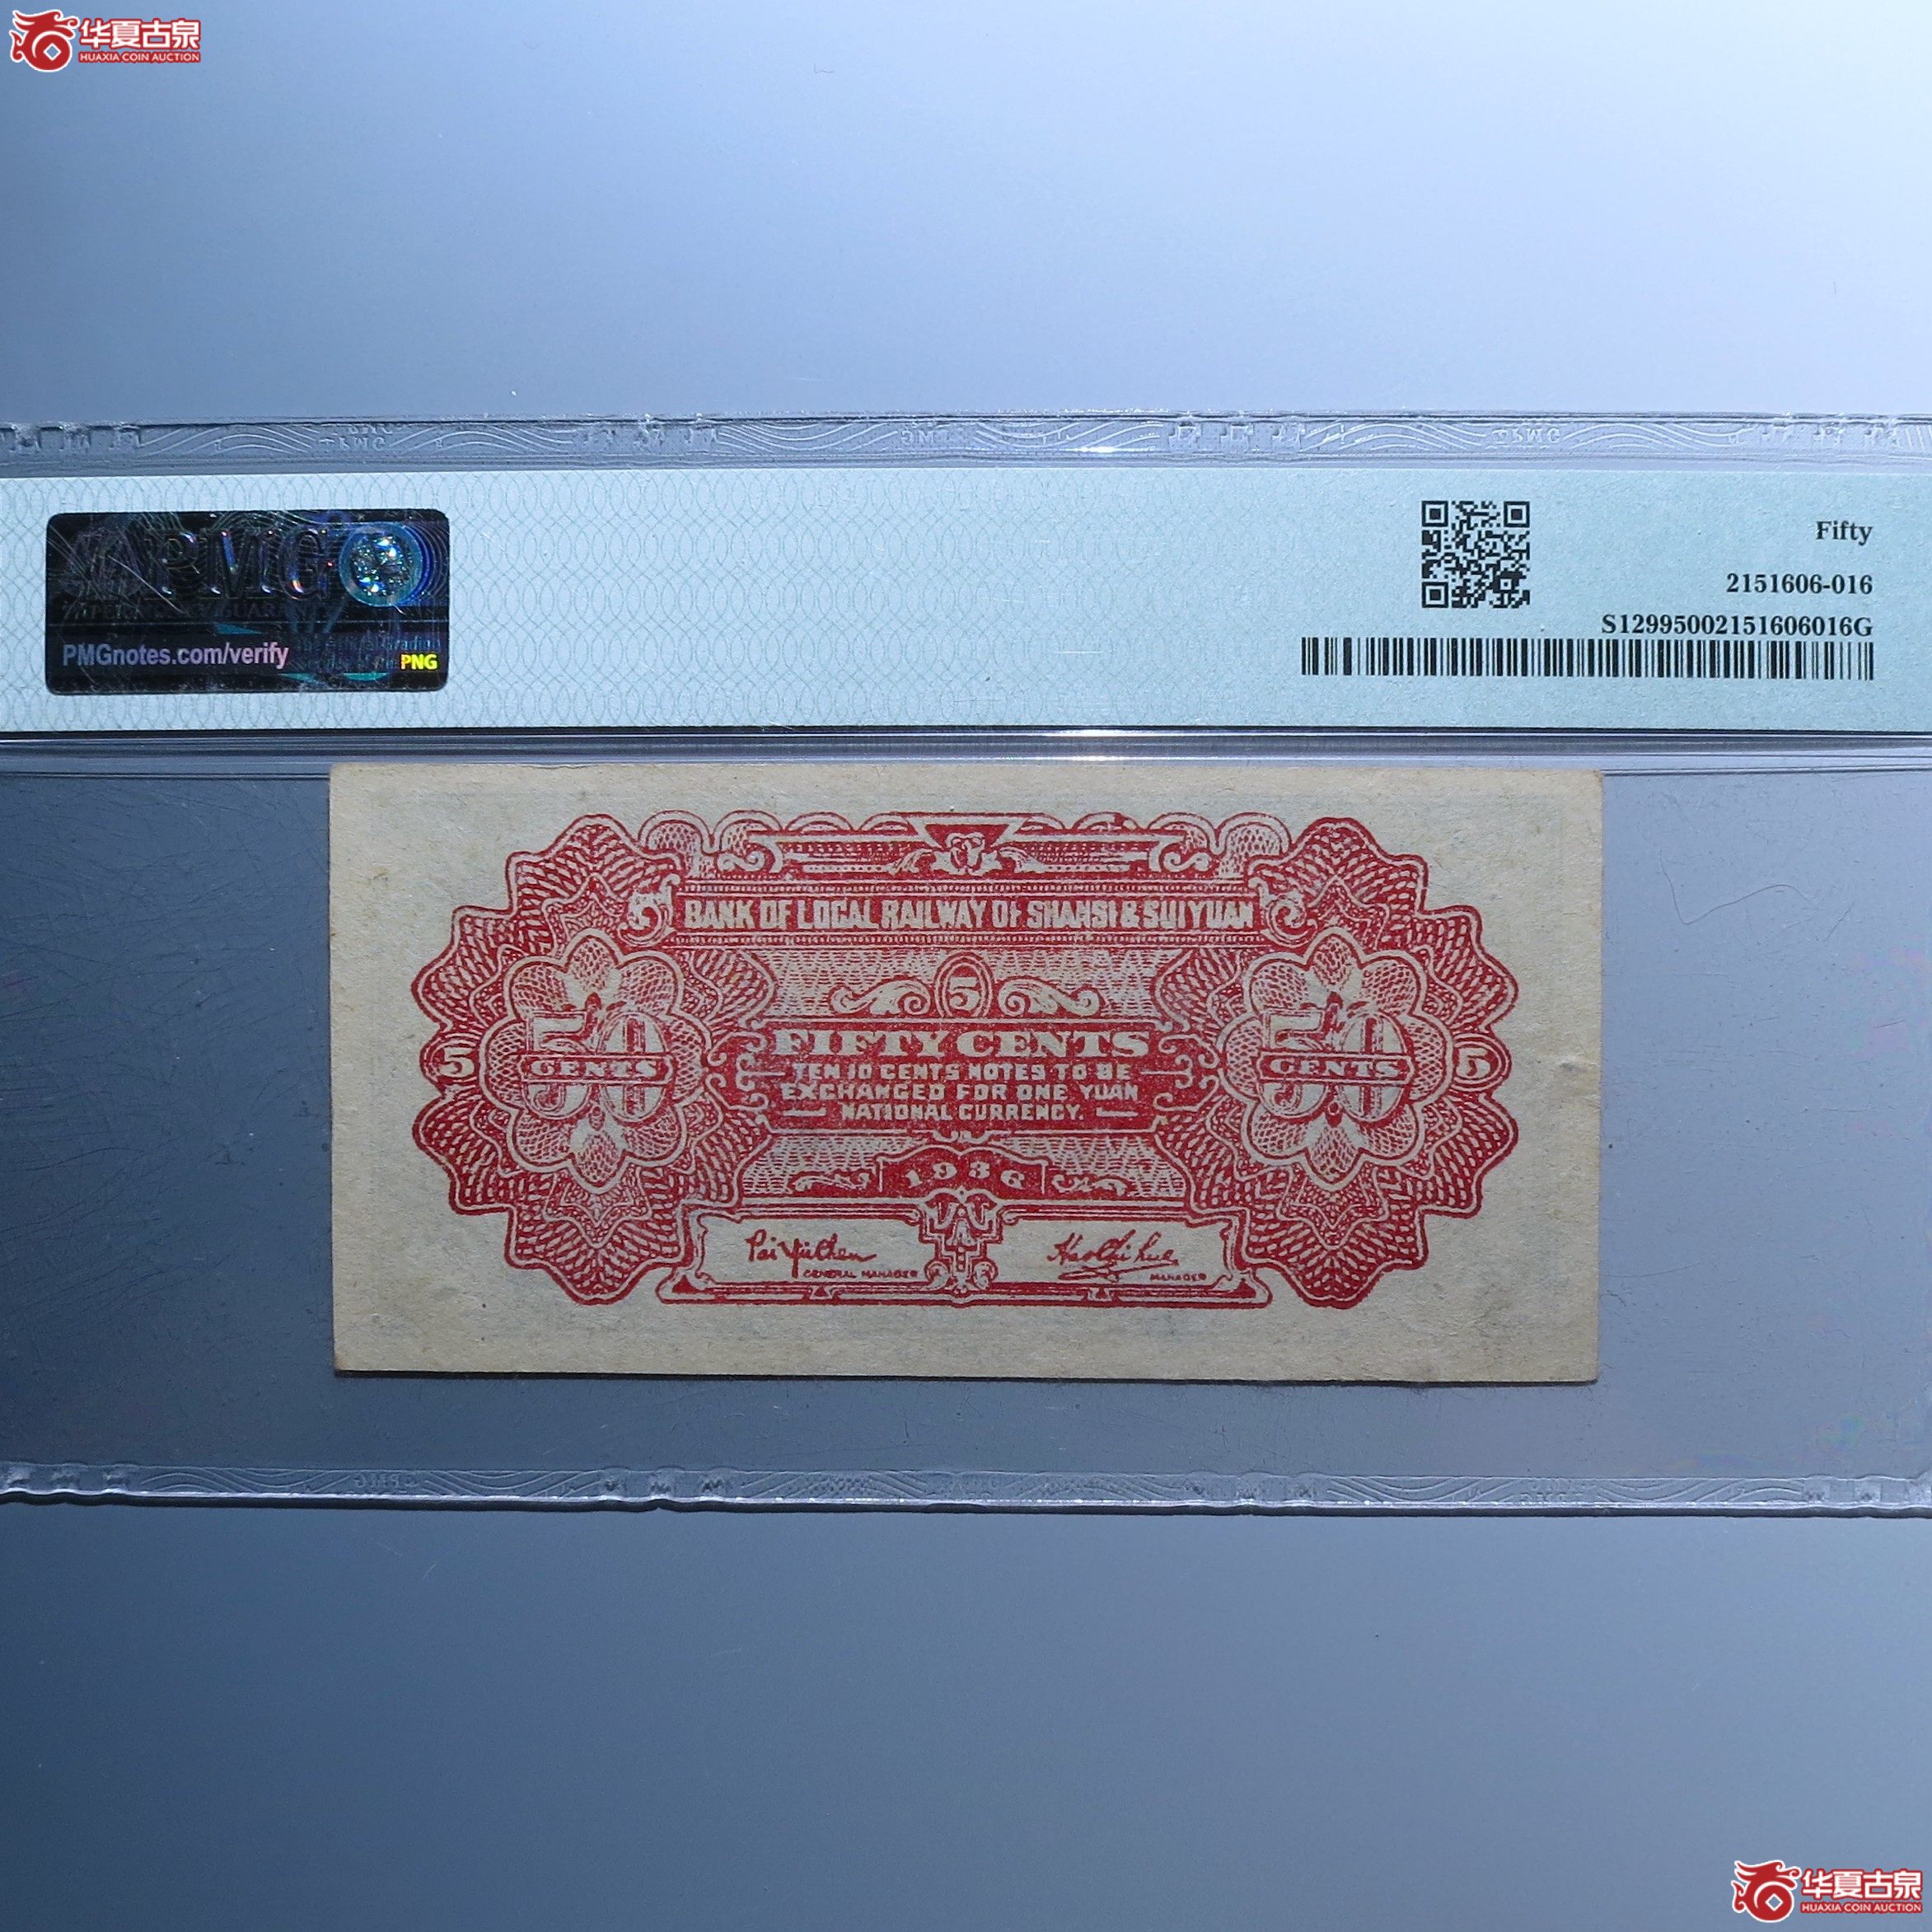 华夏古泉
HUAXIA COIN AUCTION
PMG
PMGnotes.com/verify
PNG
Fifty
2151606-016
S12995002151606016G
BANK OF LOCAL RAILWAY OF SHANSI & SUIYUAN
5
FIFTY CENTS
TEN 10 CENTS NOTES TO BE
EXCHANGED FOR ONE YUAN
NATIONAL CURRENCY.
5
50
CENTS
50
CENTS
5
1936
GENERAL MANAGER
MANAGER
华夏古泉
HUAXIA COIN AUCTION